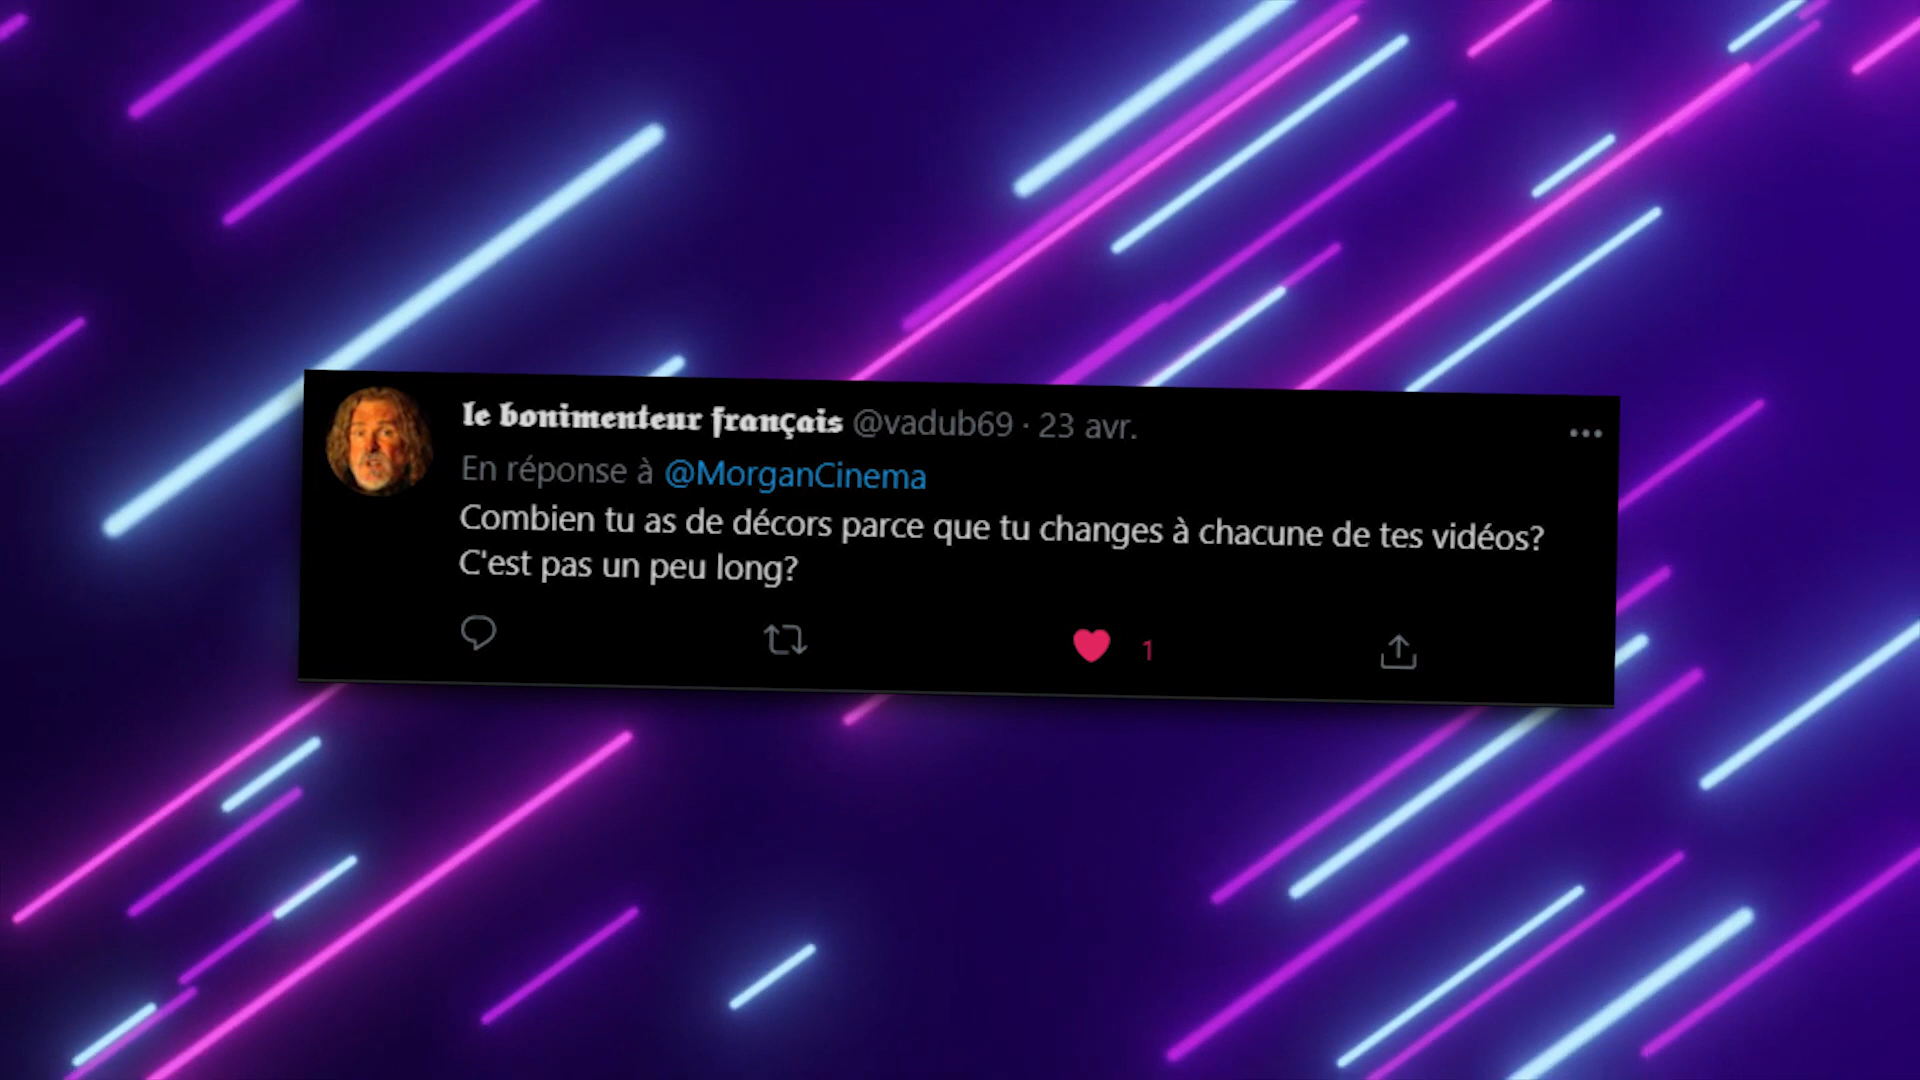 le bonimenteur français @vadub69 · 23 avr.
En réponse à @MorganCinema
Combien tu as de décors parce que tu changes à chacune de tes vidéos?
C'est pas un peu long?
1